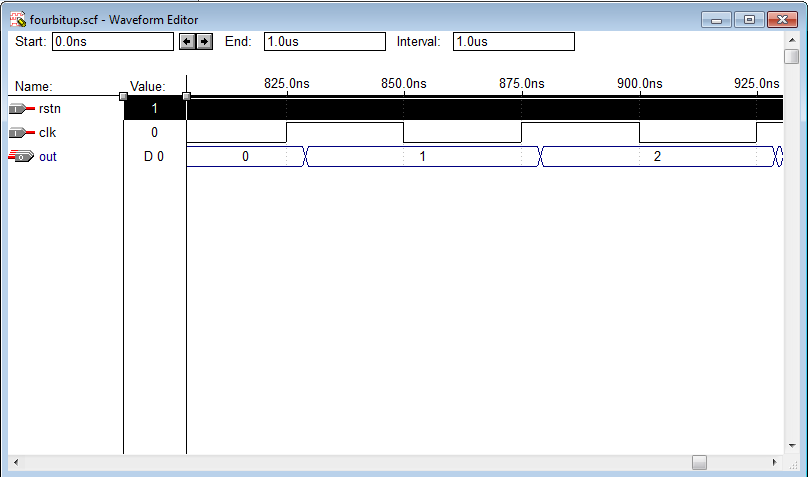 fourbitup.scf - Waveform Editor
Start: 0.0ns End: 1.0us Interval: 1.0us
Name: Value: 825.0ns 850.0ns 875.0ns 900.0ns 925.0ns
rstn 1
clk 0
out D 0 0 1 2